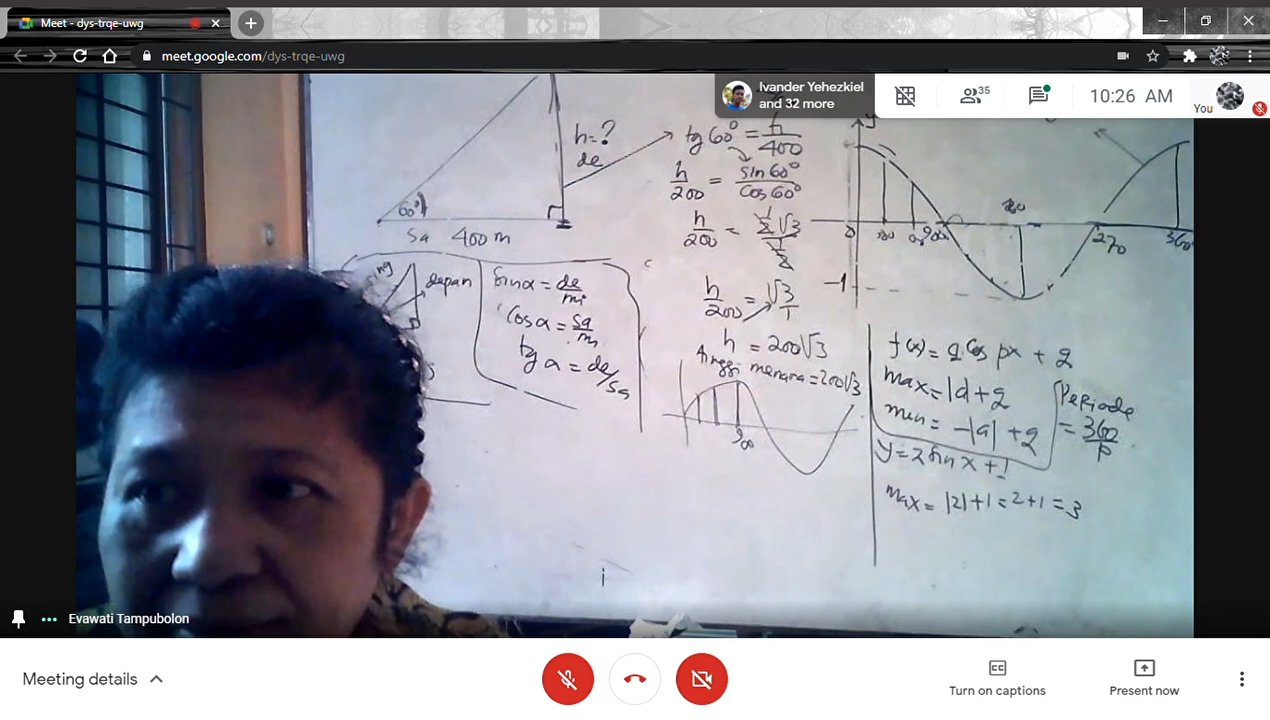 Meet - dys-trqe-uwg
meet.google.com/dys-trqe-uwg
Ivander Yehezkiel
and 32 more
35
10:26 AM
You
h=?
de
60°
Sa 400 m
tg 60° = h/400
h/200 = sin 60°/cos 60°
h/200 = ½√3/½
h/200 = √3/1
h = 200√3
tinggi menara = 200√3
depan
Sin α = de/mi
Cos α = sa/mi
tg α = de/sa
90
y
0
90
180
270
360
-1
f(x) = a Cos px + q
max = |a| + q
min = -|a| + q
Periode
= 360/p
y = 2 sin x + 1
max = |2| + 1 = 2 + 1 = 3
Evawati Tampubolon
Meeting details
Turn on captions
Present now